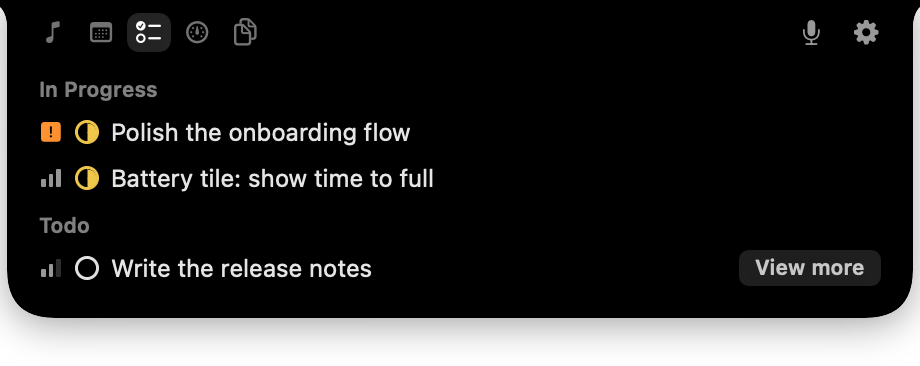 In Progress
Polish the onboarding flow
Battery tile: show time to full
Todo
Write the release notes
View more